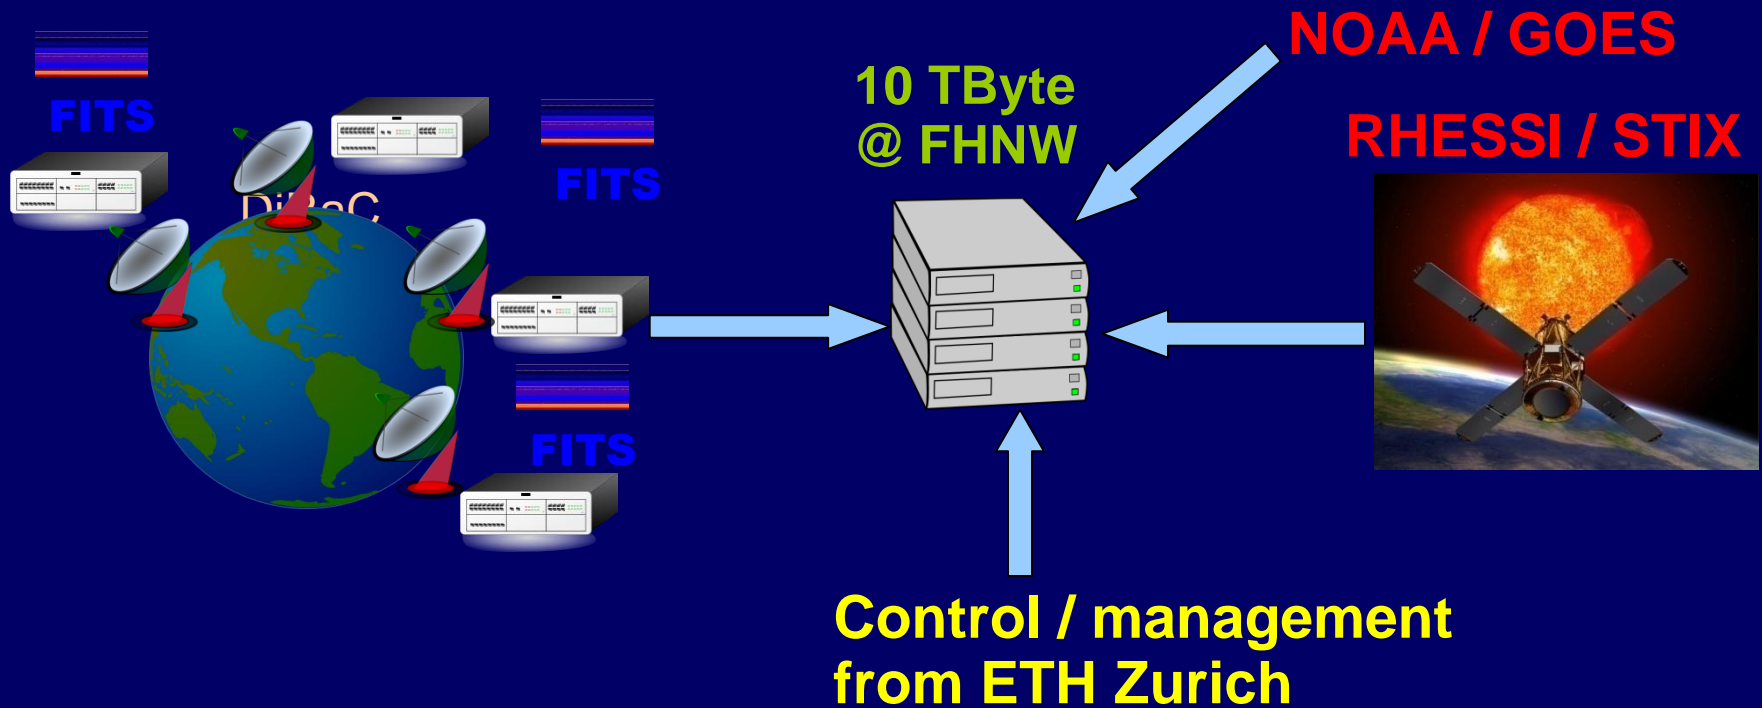 FITS
FITS
FITS
10 TByte
@ FHNW
NOAA / GOES
RHESSI / STIX
Control / management
from ETH Zurich